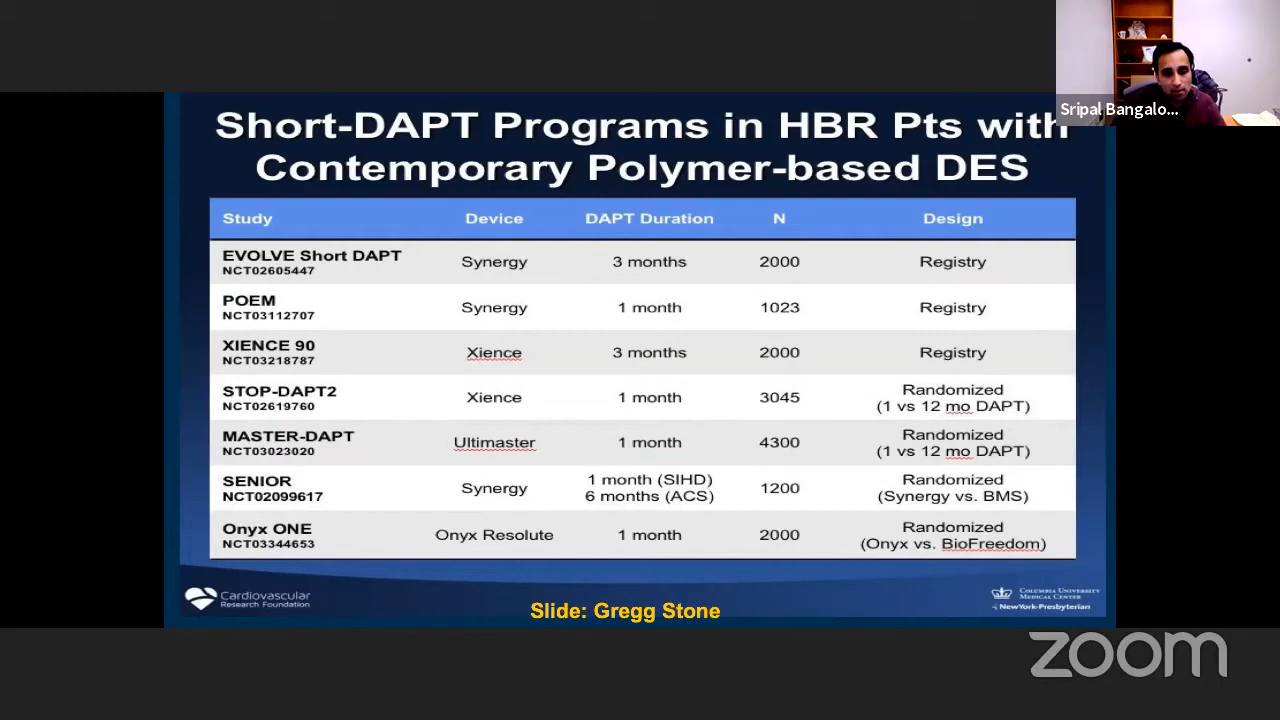 Sripal Bangalo...
Short-DAPT Programs in HBR Pts with
Contemporary Polymer-based DES
Study Device DAPT Duration N Design
EVOLVE Short DAPT
NCT02605447
Synergy 3 months 2000 Registry
POEM
NCT03112707
Synergy 1 month 1023 Registry
XIENCE 90
NCT03218787
Xience 3 months 2000 Registry
STOP-DAPT2
NCT02619760
Xience 1 month 3045
Randomized
(1 vs 12 mo DAPT)
MASTER-DAPT
NCT03023020
Ultimaster 1 month 4300
Randomized
(1 vs 12 mo DAPT)
SENIOR
NCT02099617
Synergy
1 month (SIHD)
6 months (ACS)
1200
Randomized
(Synergy vs. BMS)
Onyx ONE
NCT03344653
Onyx Resolute 1 month 2000
Randomized
(Onyx vs. BioFreedom)
Cardiovascular
Research Foundation
Slide: Gregg Stone
COLUMBIA UNIVERSITY
MEDICAL CENTER
NewYork-Presbyterian
zoom